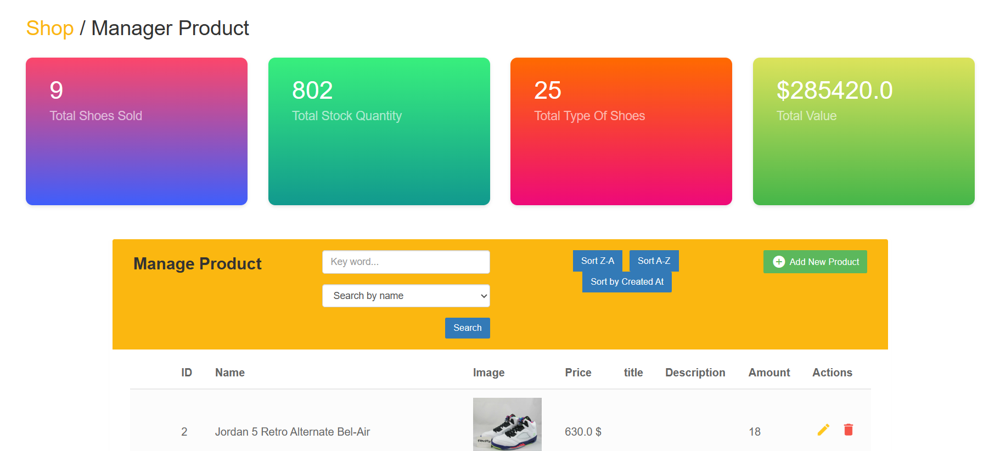 Shop / Manager Product
9
Total Shoes Sold
802
Total Stock Quantity
25
Total Type Of Shoes
$285420.0
Total Value
Manage Product
Key word...
Search by name
Search
Sort Z-A
Sort A-Z
Sort by Created At
Add New Product
ID Name Image Price title Description Amount Actions
2 Jordan 5 Retro Alternate Bel-Air 630.0 $ 18